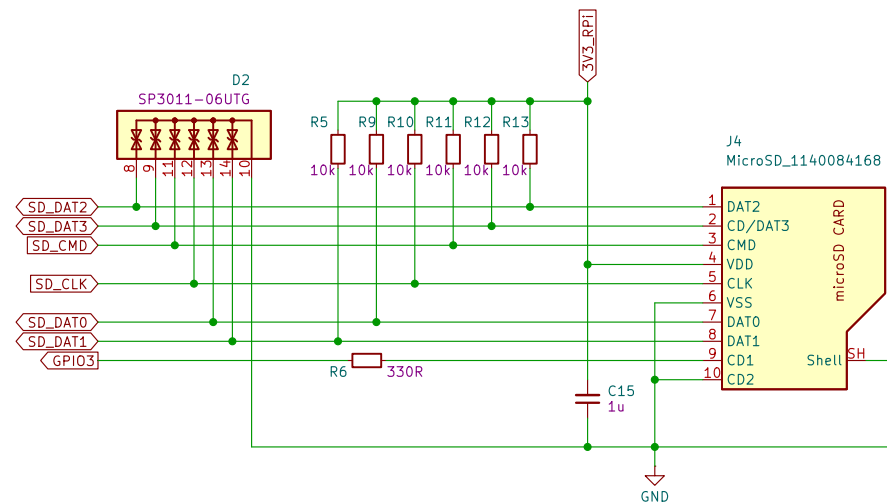 3V3_RPi
D2
SP3011-06UTG
8
9
11
12
13
14
10
R5
R9
R10
R11
R12
R13
10k
10k
10k
10k
10k
10k
J4
MicroSD_1140084168
SD_DAT2
SD_DAT3
SD_CMD
SD_CLK
SD_DAT0
SD_DAT1
GPIO3
R6
330R
1 DAT2
2 CD/DAT3
3 CMD
4 VDD
5 CLK
6 VSS
7 DAT0
8 DAT1
9 CD1
10 CD2
microSD CARD
Shell
SH
C15
1u
GND